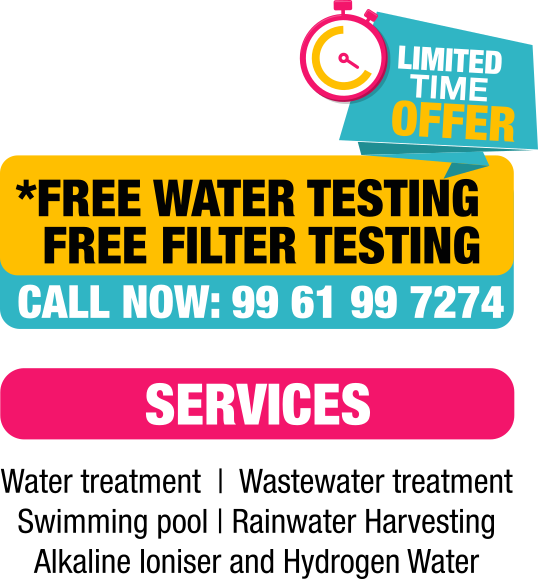 LIMITED
TIME
OFFER
*FREE WATER TESTING
FREE FILTER TESTING
CALL NOW: 99 61 99 7274
SERVICES
Water treatment | Wastewater treatment
Swimming pool | Rainwater Harvesting
Alkaline Ioniser and Hydrogen Water